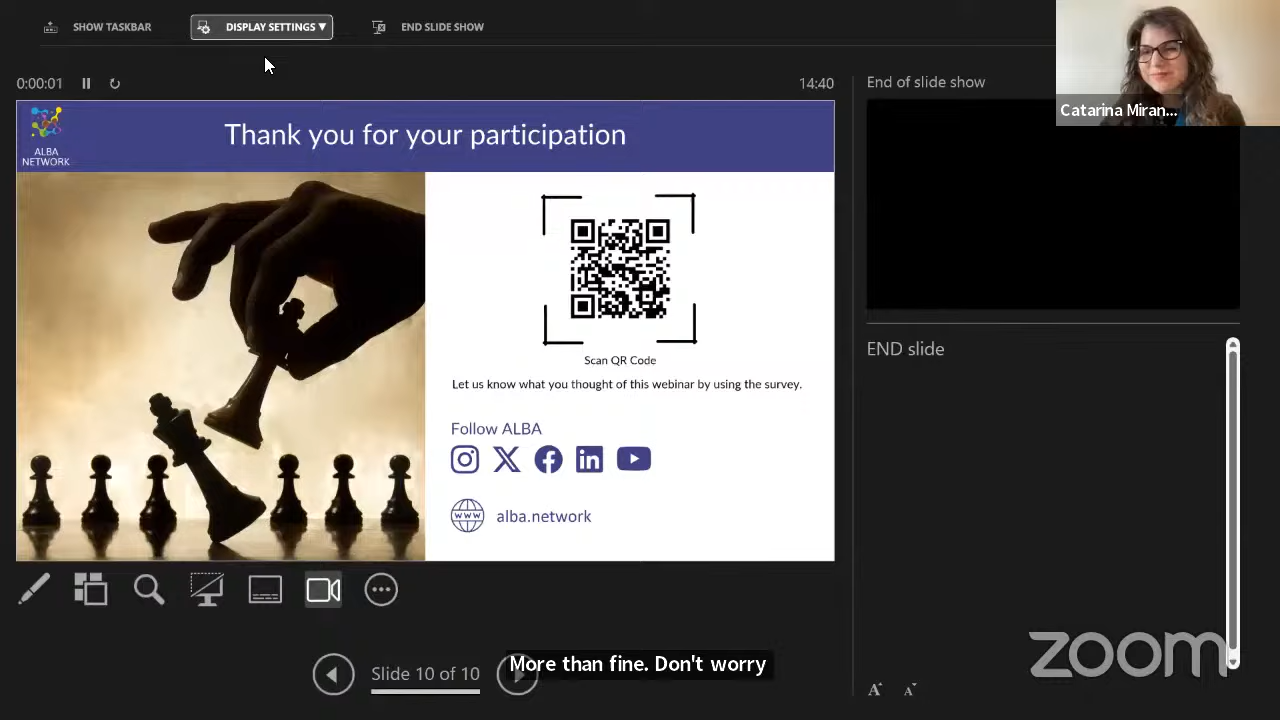 SHOW TASKBAR
DISPLAY SETTINGS ▼
END SLIDE SHOW
0:00:01
14:40
End of slide show
Catarina Miran...
ALBA
NETWORK
Thank you for your participation
Scan QR Code
Let us know what you thought of this webinar by using the survey.
Follow ALBA
www
alba.network
END slide
Slide 10 of 10
More than fine. Don't worry
zoom
A
A